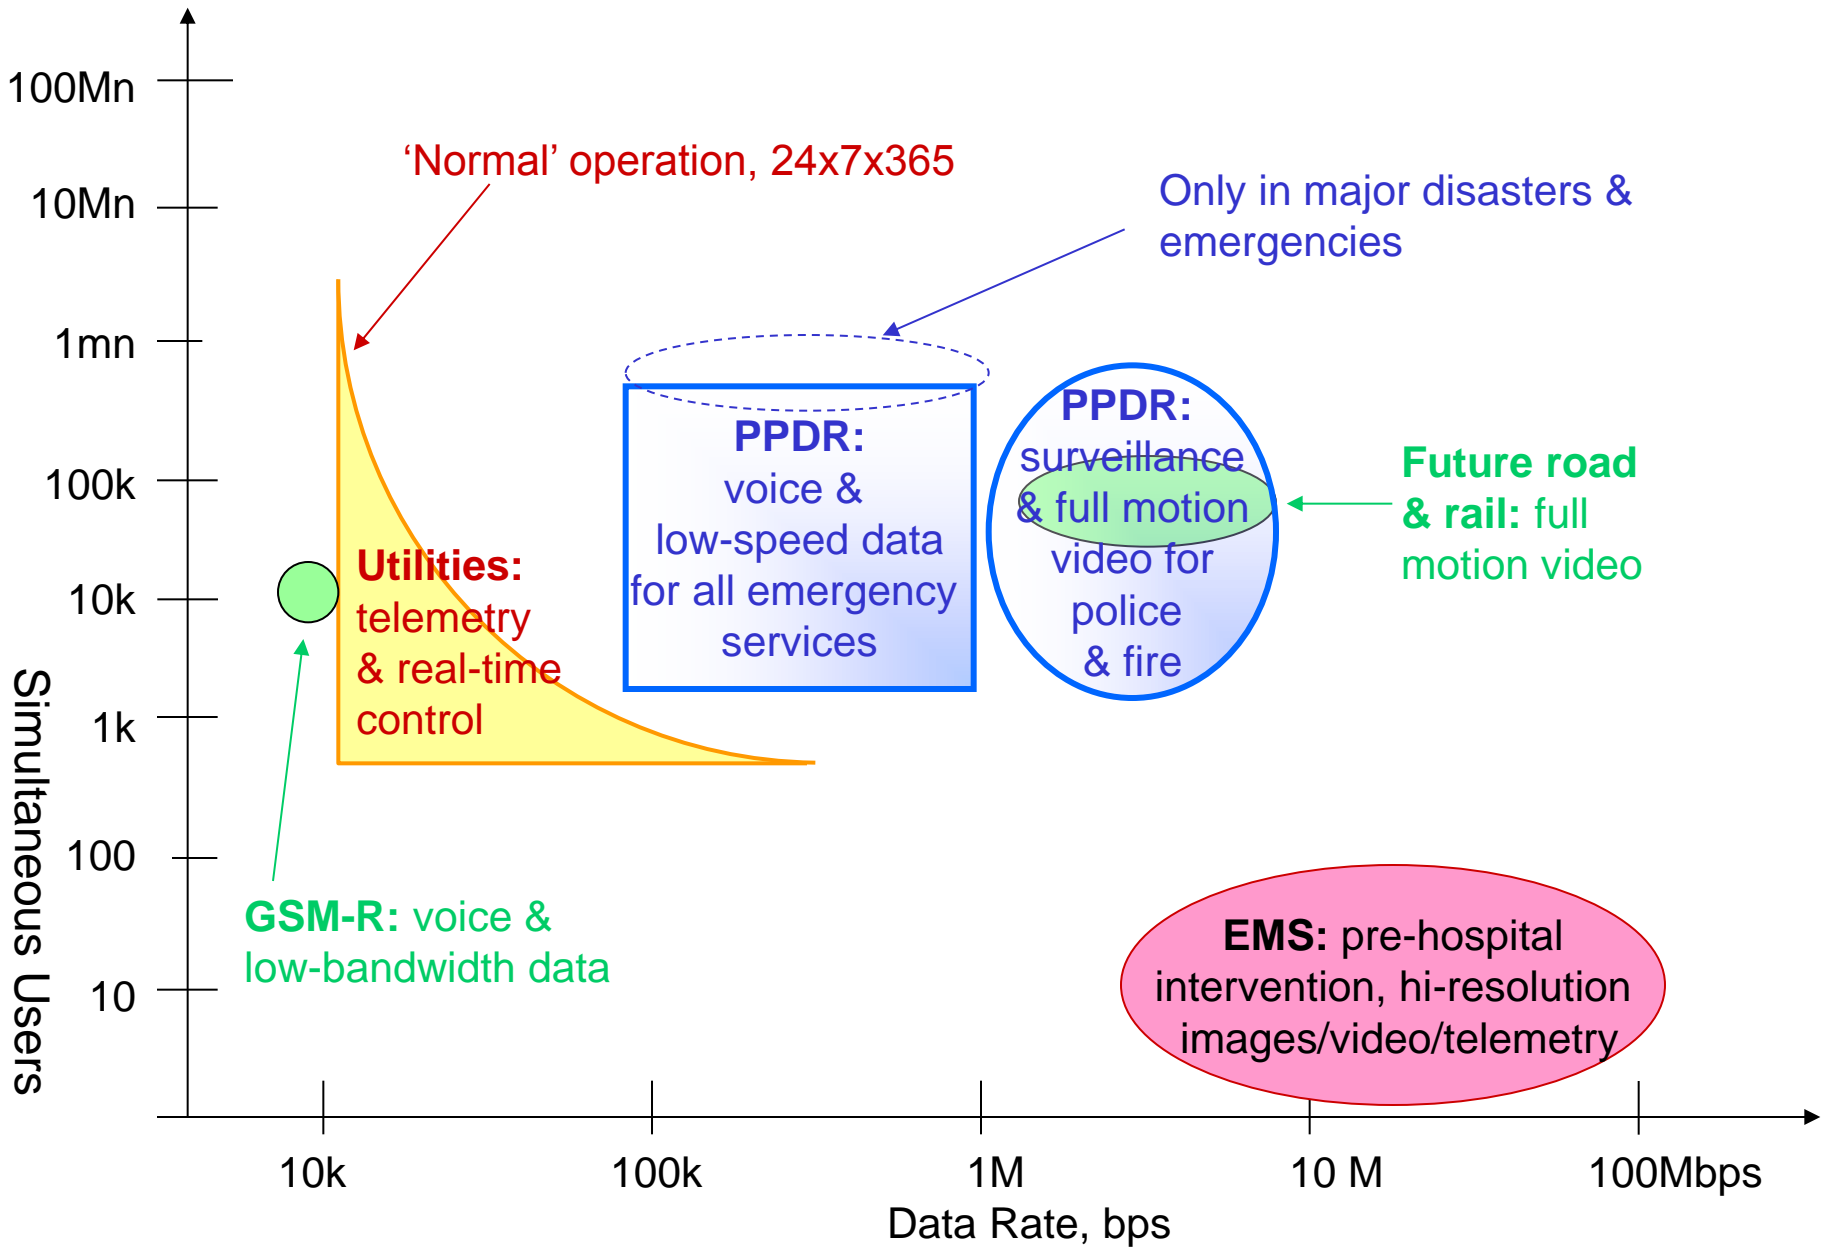 100Mn
10Mn
1mn
100k
10k
1k
100
10
Simultaneous Users
‘Normal’ operation, 24x7x365
Only in major disasters &
emergencies
Utilities:
telemetry
& real-time
control
PPDR:
voice &
low-speed data
for all emergency
services
PPDR:
surveillance
& full motion
video for
police
& fire
Future road
& rail: full
motion video
GSM-R: voice &
low-bandwidth data
EMS: pre-hospital
intervention, hi-resolution
images/video/telemetry
10k
100k
1M
10 M
100Mbps
Data Rate, bps